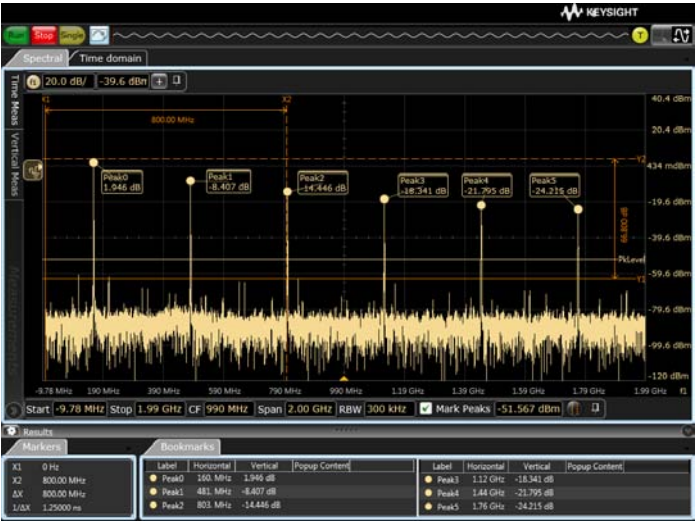 KEYSIGHT
Run Stop Single T
Spectral Time domain
f1 20.0 dB/ -39.6 dBm
Time Meas
Vertical Meas
Measurements
X1 X2
800.00 MHz
40.4 dBm
20.4 dBm
Y2
434 mdBm
-19.6 dBm
-39.6 dBm
-59.6 dBm
-79.6 dBm
-99.6 dBm
-120 dBm
Peak0
1.946 dB
Peak1
-8.407 dB
Peak2
-14.446 dB
Peak3
-18.341 dB
Peak4
-21.795 dB
Peak5
-24.215 dB
66.800 dB
PkLevel
Y1
-9.78 MHz 190 MHz 390 MHz 590 MHz 790 MHz 990 MHz 1.19 GHz 1.39 GHz 1.59 GHz 1.79 GHz 1.99 GHz f1
Start -9.78 MHz Stop 1.99 GHz CF 990 MHz Span 2.00 GHz RBW 300 kHz Mark Peaks -51.567 dBm
Results
Markers
X1 0 Hz
X2 800.00 MHz
ΔX 800.00 MHz
1/ΔX 1.25000 ns
Bookmarks
Label Horizontal Vertical Popup Content
Peak0 160. MHz 1.946 dB
Peak1 481. MHz -8.407 dB
Peak2 803. MHz -14.446 dB
Label Horizontal Vertical Popup Content
Peak3 1.12 GHz -18.341 dB
Peak4 1.44 GHz -21.795 dB
Peak5 1.76 GHz -24.215 dB